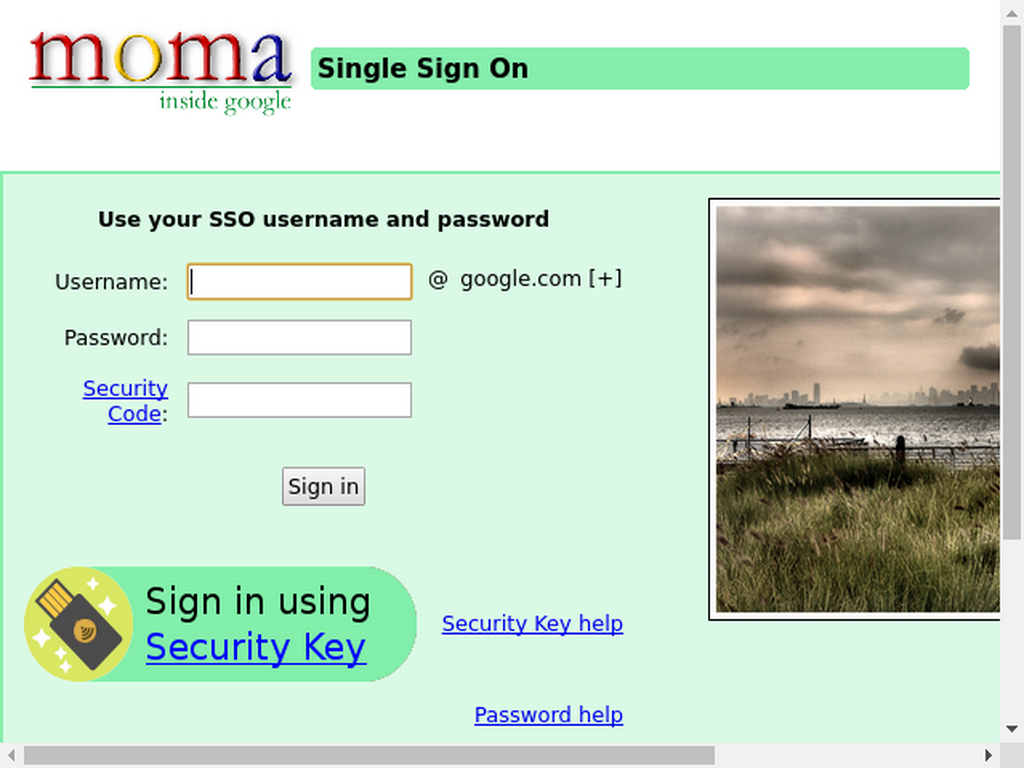 moma
inside google
Single Sign On
Use your SSO username and password
Username:
@ google.com [+]
Password:
Security
Code:
Sign in
Sign in using
Security Key
Security Key help
Password help